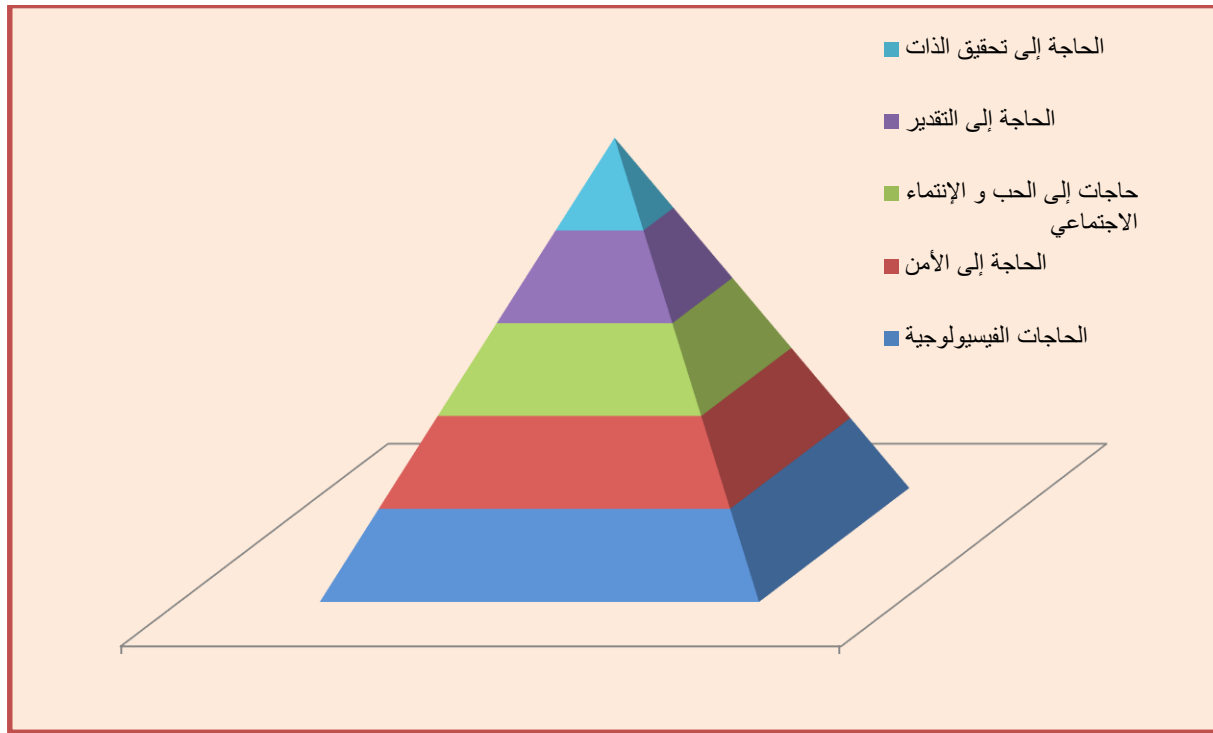 الحاجة إلى تحقيق الذات
الحاجة إلى التقدير
حاجات إلى الحب و الإنتماء
الاجتماعي
الحاجة إلى الأمن
الحاجات الفيسيولوجية